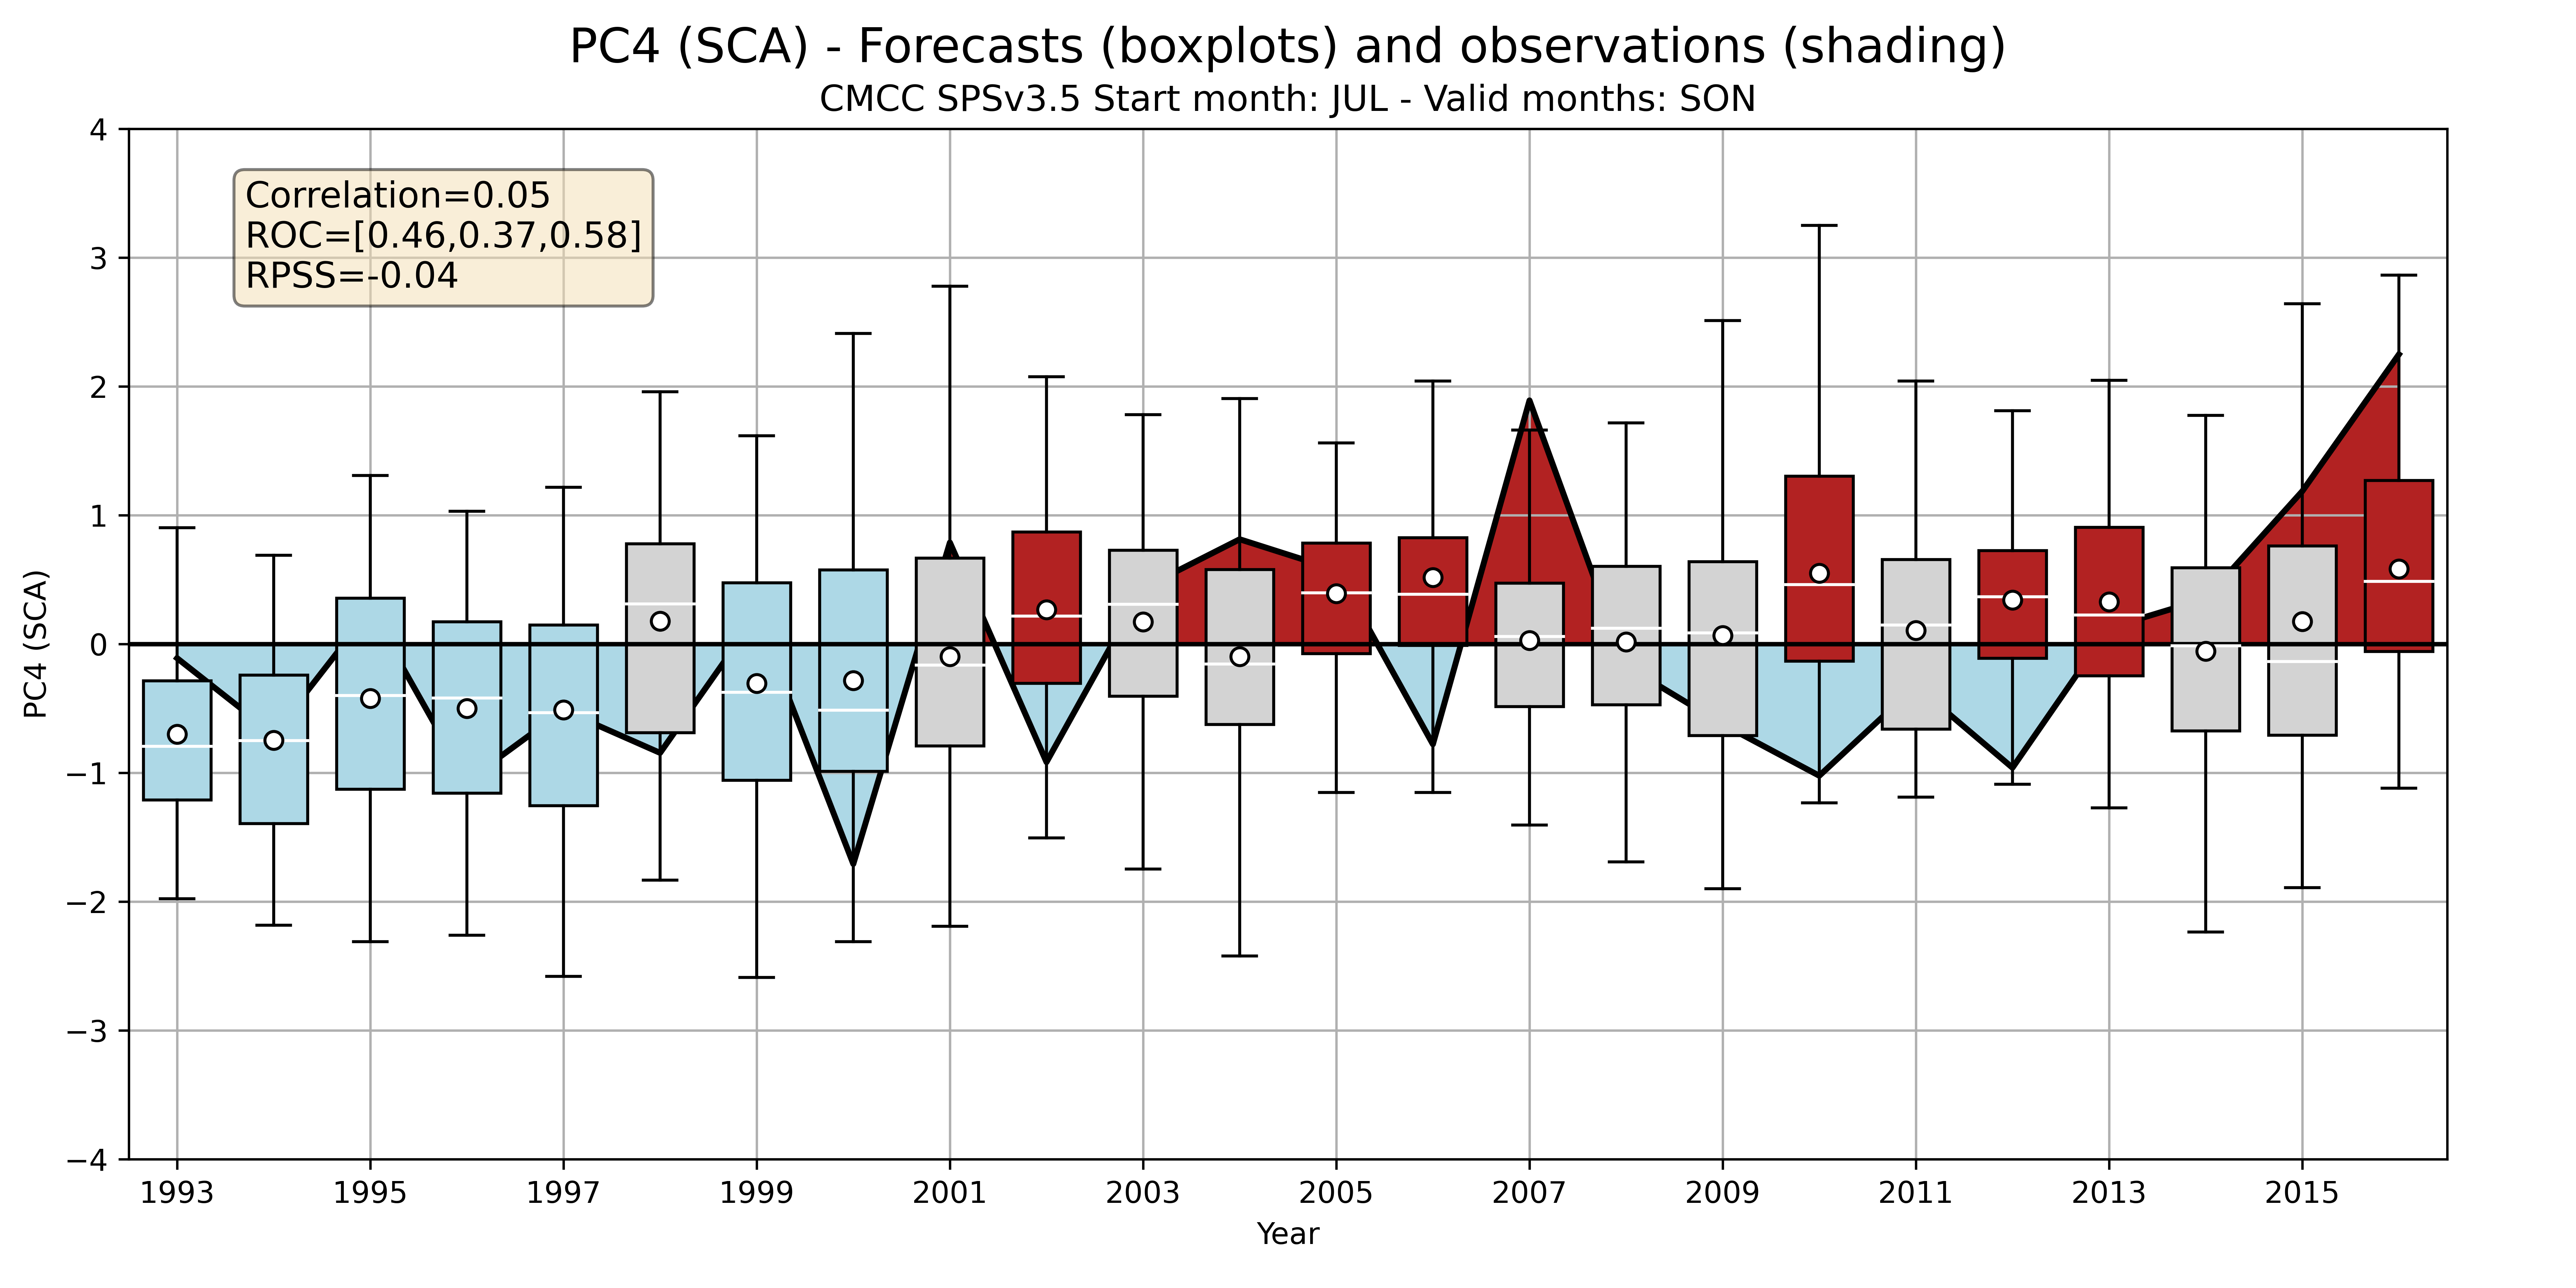 PC4 (SCA) - Forecasts (boxplots) and observations (shading)
CMCC SPSv3.5 Start month: JUL - Valid months: SON
Correlation=0.05
ROC=[0.46,0.37,0.58]
RPSS=-0.04
PC4 (SCA)
4
3
2
1
0
−1
−2
−3
−4
1993 1995 1997 1999 2001 2003 2005 2007 2009 2011 2013 2015
Year